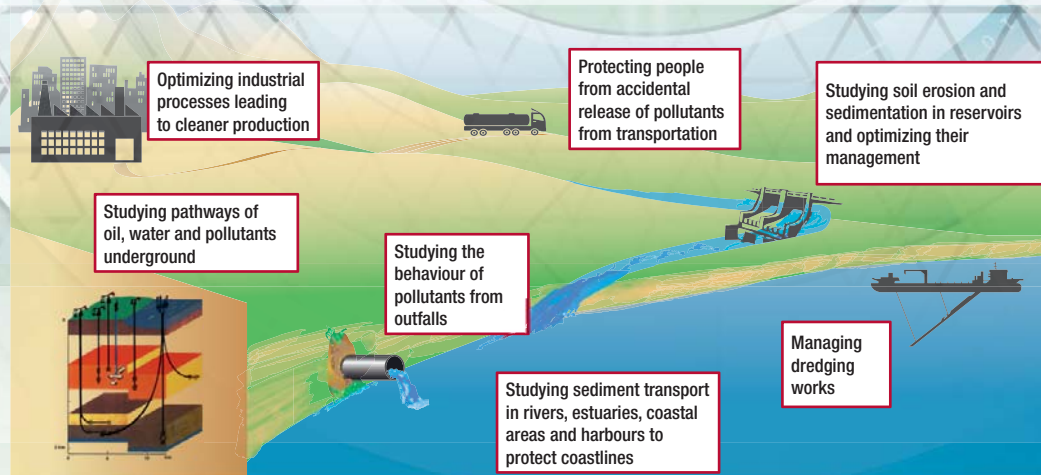 Optimizing industrial
processes leading
to cleaner production
Protecting people
from accidental
release of pollutants
from transportation
Studying soil erosion and
sedimentation in reservoirs
and optimizing their
management
Studying pathways of
oil, water and pollutants
underground
Studying the
behaviour of
pollutants from
outfalls
Managing
dredging
works
Studying sediment transport
in rivers, estuaries, coastal
areas and harbours to
protect coastlines